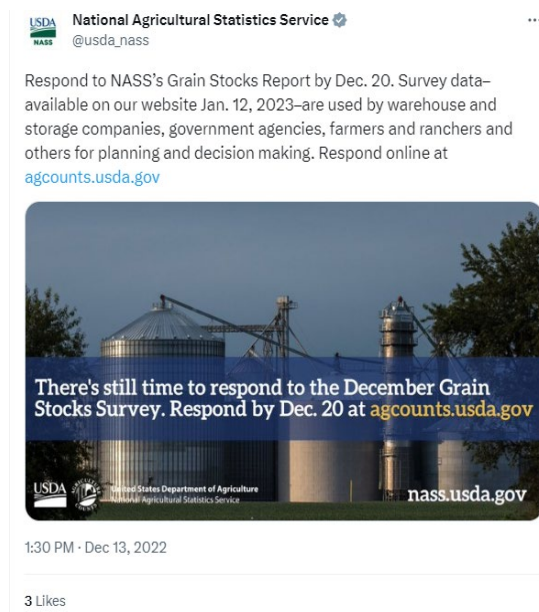 USDA
NASS
National Agricultural Statistics Service
@usda_nass
Respond to NASS’s Grain Stocks Report by Dec. 20. Survey data–
available on our website Jan. 12, 2023–are used by warehouse and
storage companies, government agencies, farmers and ranchers and
others for planning and decision making. Respond online at
agcounts.usda.gov
There's still time to respond to the December Grain
Stocks Survey. Respond by Dec. 20 at agcounts.usda.gov
USDA
United States Department of Agriculture
National Agricultural Statistics Service
nass.usda.gov
1:30 PM · Dec 13, 2022
3 Likes